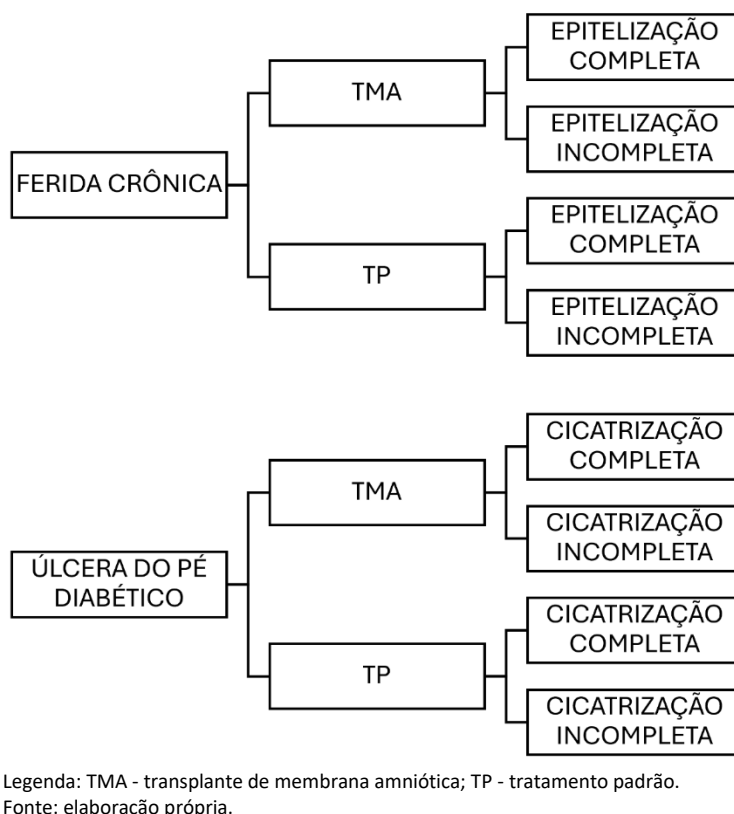 EPITELIZAÇÃO
COMPLETA
TMA
EPITELIZAÇÃO
INCOMPLETA
FERIDA CRÔNICA
EPITELIZAÇÃO
COMPLETA
TP
EPITELIZAÇÃO
INCOMPLETA
CICATRIZAÇÃO
COMPLETA
TMA
CICATRIZAÇÃO
INCOMPLETA
ÚLCERA DO PÉ
DIABÉTICO
CICATRIZAÇÃO
COMPLETA
TP
CICATRIZAÇÃO
INCOMPLETA
Legenda: TMA - transplante de membrana amniótica; TP - tratamento padrão.
Fonte: elaboração própria.